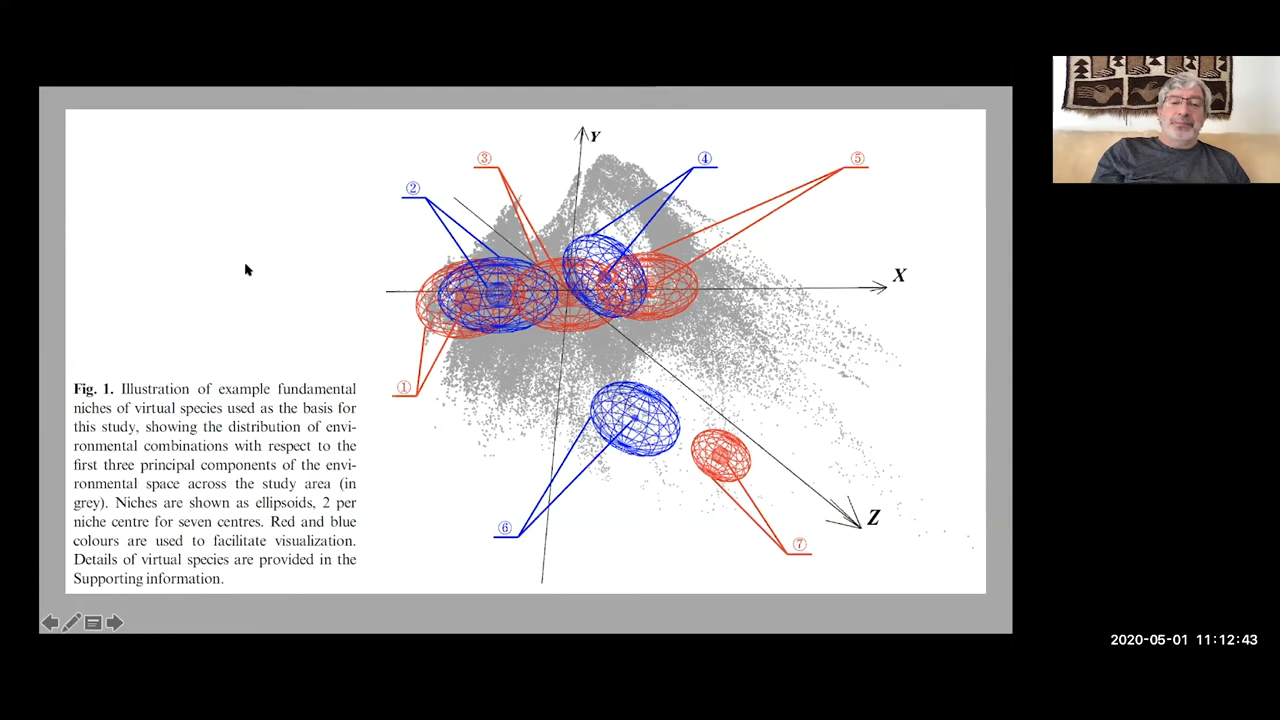 Y
③
④
⑤
②
X
①
Fig. 1. Illustration of example fundamental
niches of virtual species used as the basis for
this study, showing the distribution of envi-
ronmental combinations with respect to the
first three principal components of the envi-
ronmental space across the study area (in
grey). Niches are shown as ellipsoids, 2 per
niche centre for seven centres. Red and blue
colours are used to facilitate visualization.
Details of virtual species are provided in the
Supporting information.
Z
⑥
⑦
2020-05-01 11:12:43